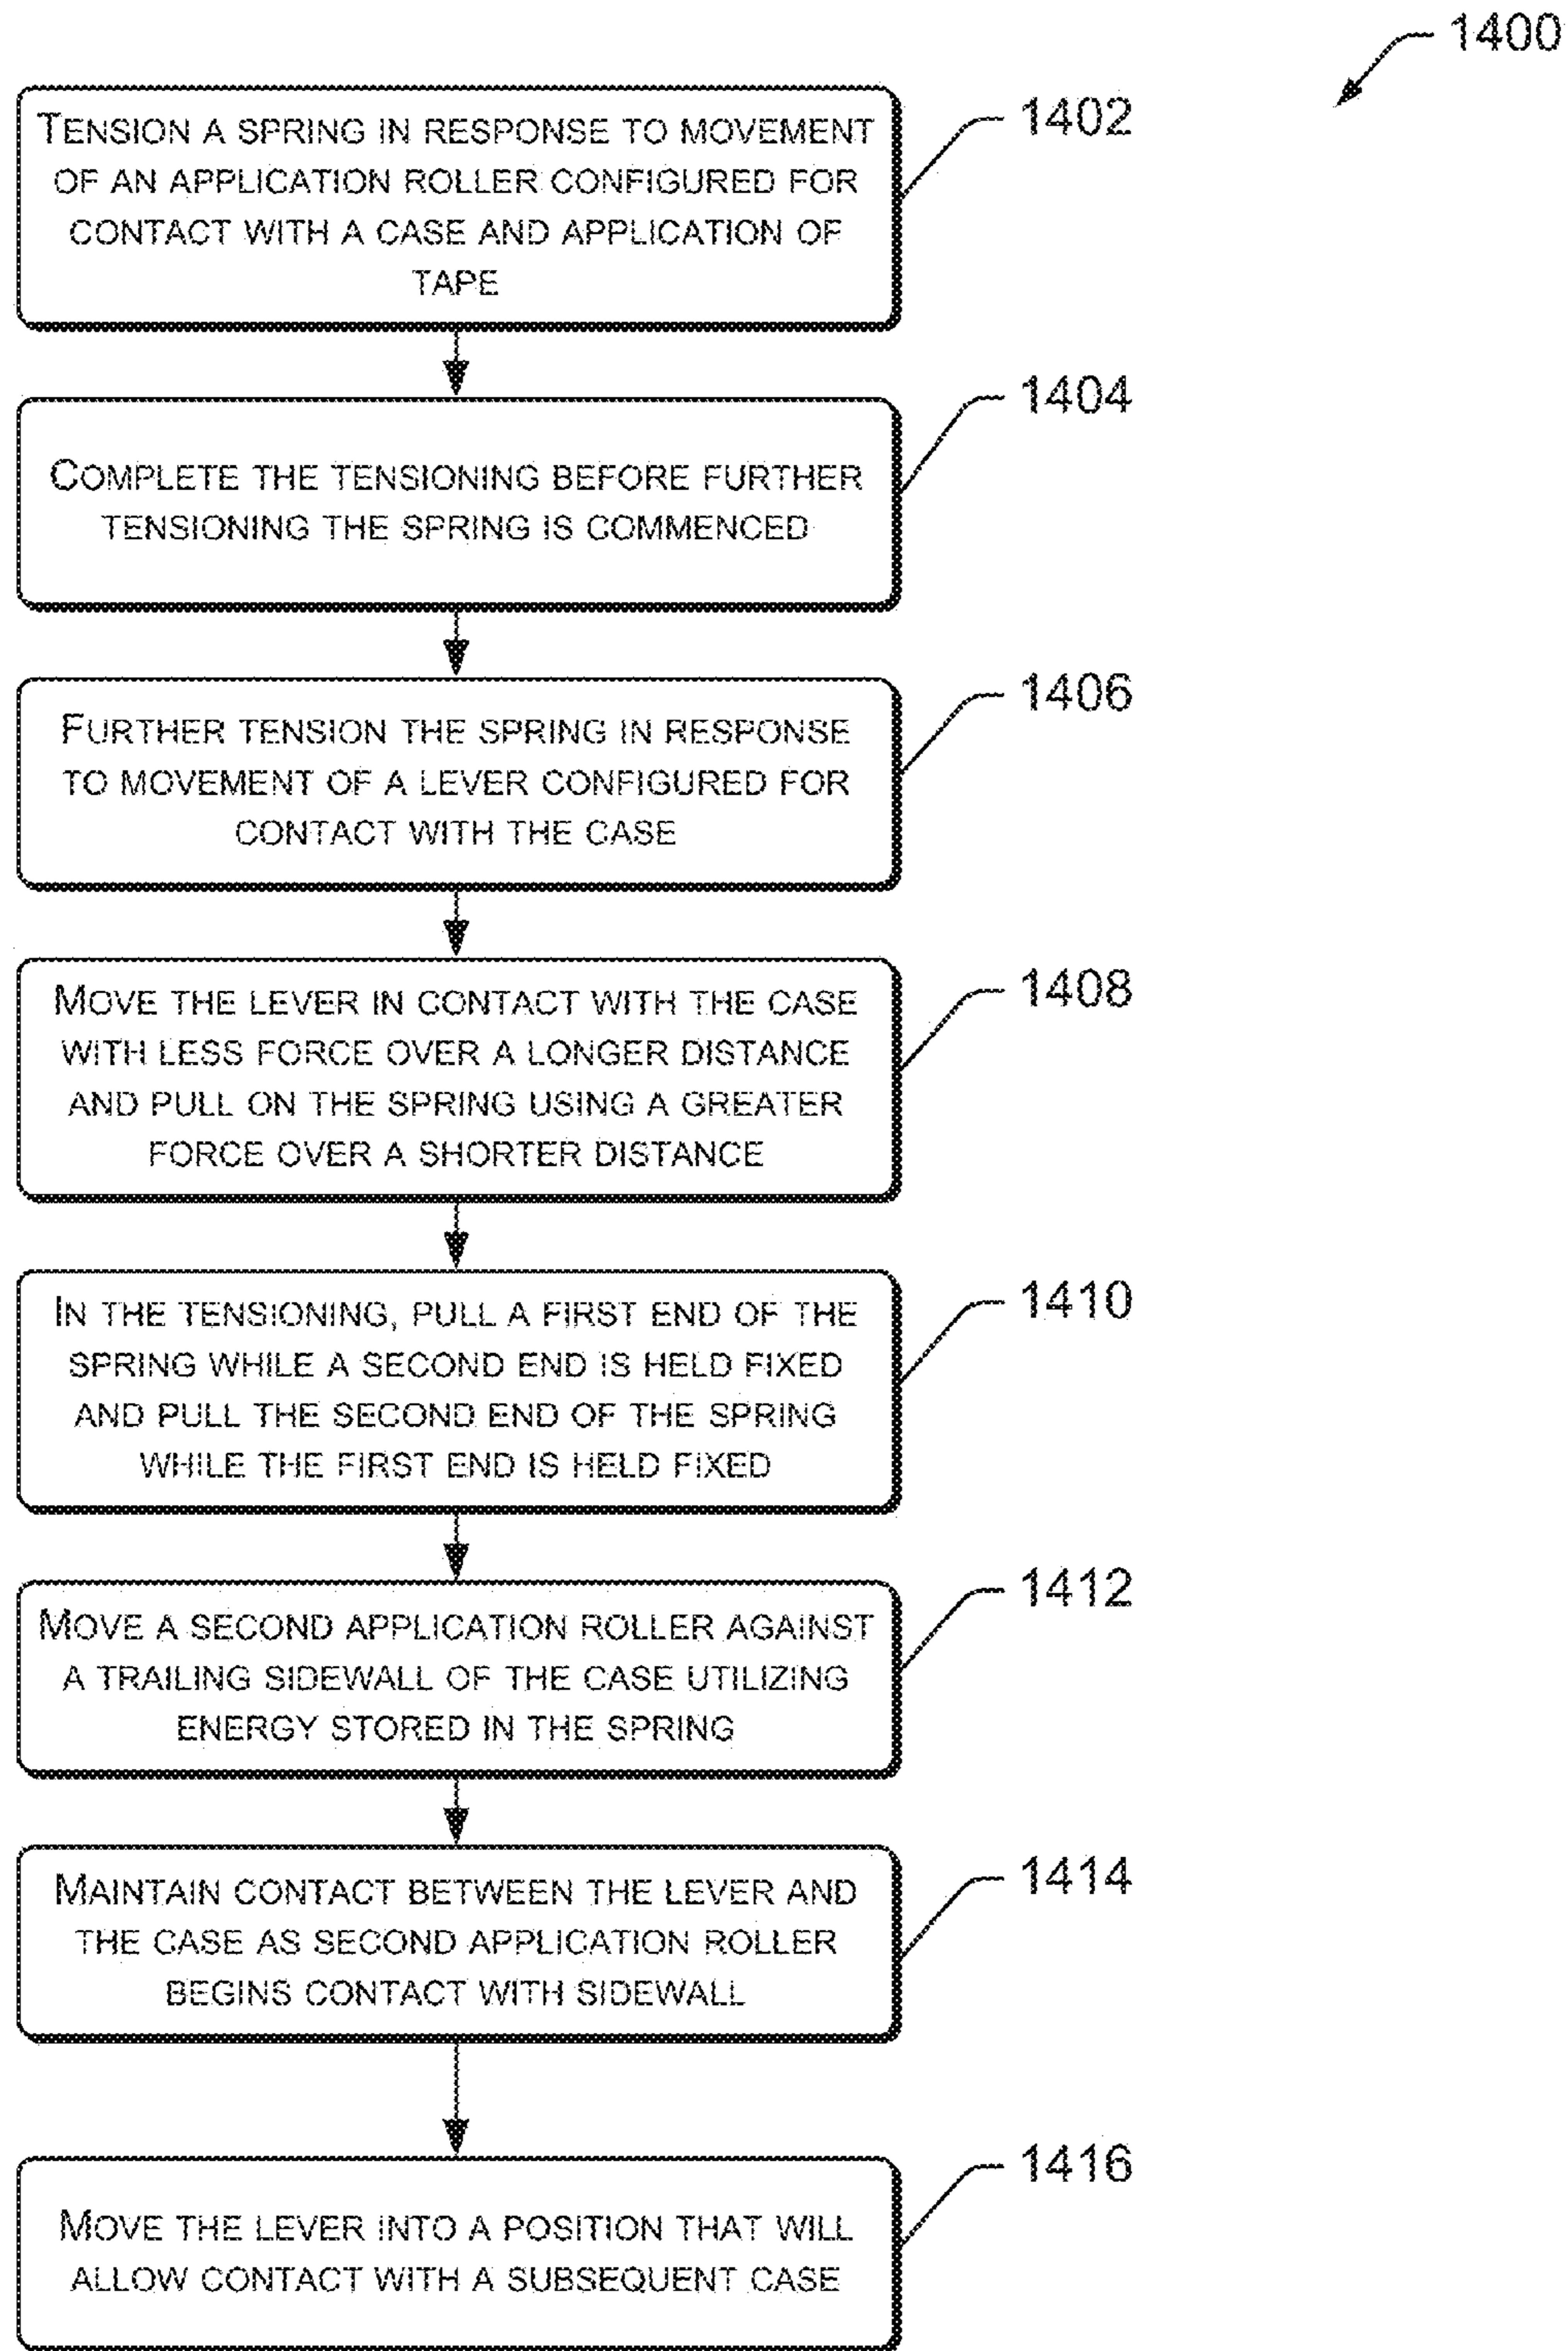 1400
TENSION A SPRING IN RESPONSE TO MOVEMENT
OF AN APPLICATION ROLLER CONFIGURED FOR
CONTACT WITH A CASE AND APPLICATION OF
TAPE
1402
COMPLETE THE TENSIONING BEFORE FURTHER
TENSIONING THE SPRING IS COMMENCED
1404
FURTHER TENSION THE SPRING IN RESPONSE
TO MOVEMENT OF A LEVER CONFIGURED FOR
CONTACT WITH THE CASE
1406
MOVE THE LEVER IN CONTACT WITH THE CASE
WITH LESS FORCE OVER A LONGER DISTANCE
AND PULL ON THE SPRING USING A GREATER
FORCE OVER A SHORTER DISTANCE
1408
IN THE TENSIONING, PULL A FIRST END OF THE
SPRING WHILE A SECOND END IS HELD FIXED
AND PULL THE SECOND END OF THE SPRING
WHILE THE FIRST END IS HELD FIXED
1410
MOVE A SECOND APPLICATION ROLLER AGAINST
A TRAILING SIDEWALL OF THE CASE UTILIZING
ENERGY STORED IN THE SPRING
1412
MAINTAIN CONTACT BETWEEN THE LEVER AND
THE CASE AS SECOND APPLICATION ROLLER
BEGINS CONTACT WITH SIDEWALL
1414
MOVE THE LEVER INTO A POSITION THAT WILL
ALLOW CONTACT WITH A SUBSEQUENT CASE
1416